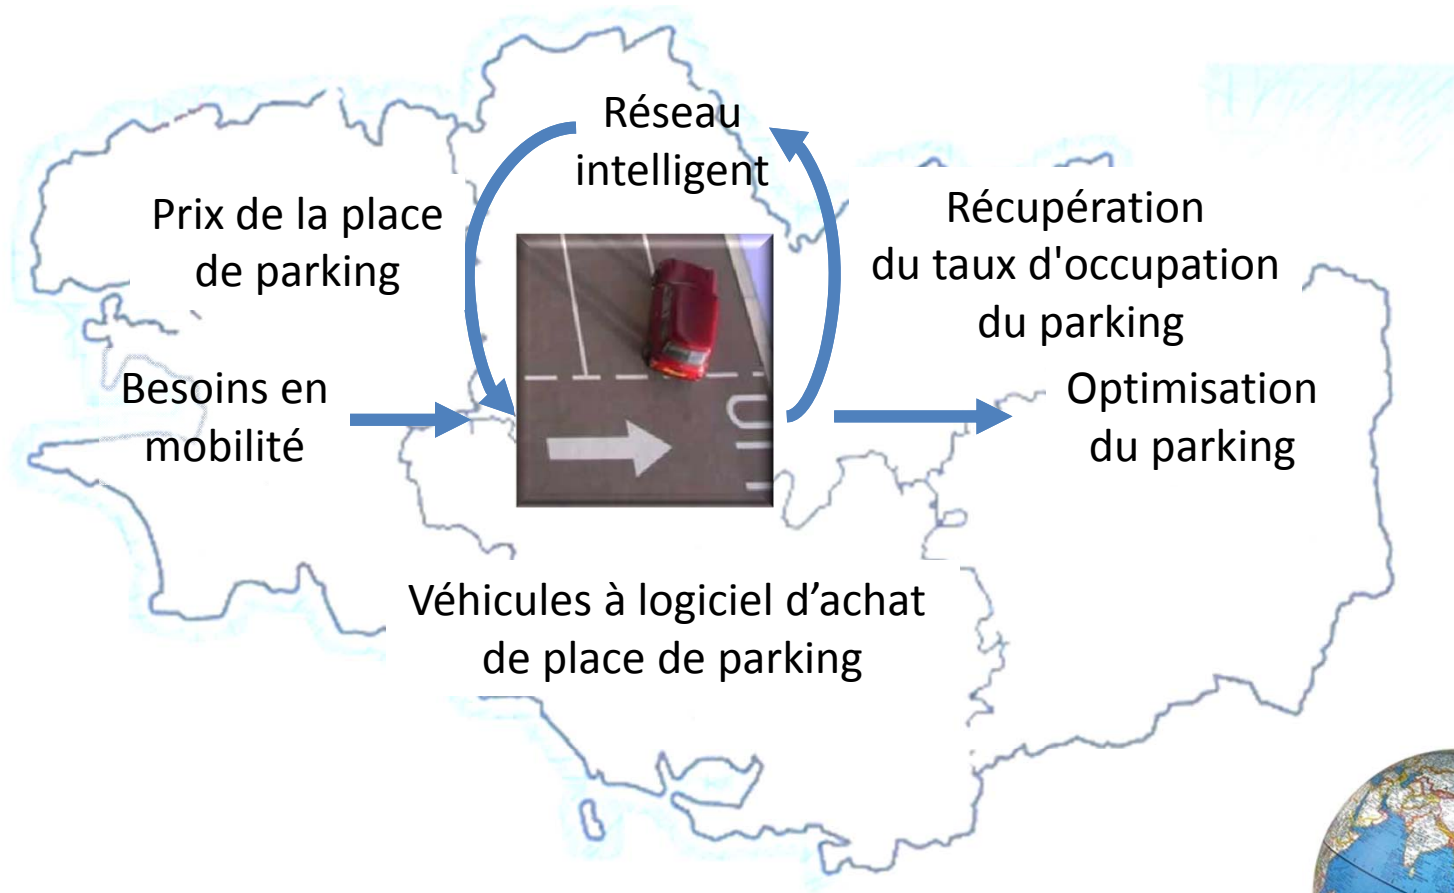 Réseau
intelligent
Prix de la place
de parking
Récupération
du taux d'occupation
du parking
Besoins en
mobilité
Optimisation
du parking
Véhicules à logiciel d’achat
de place de parking